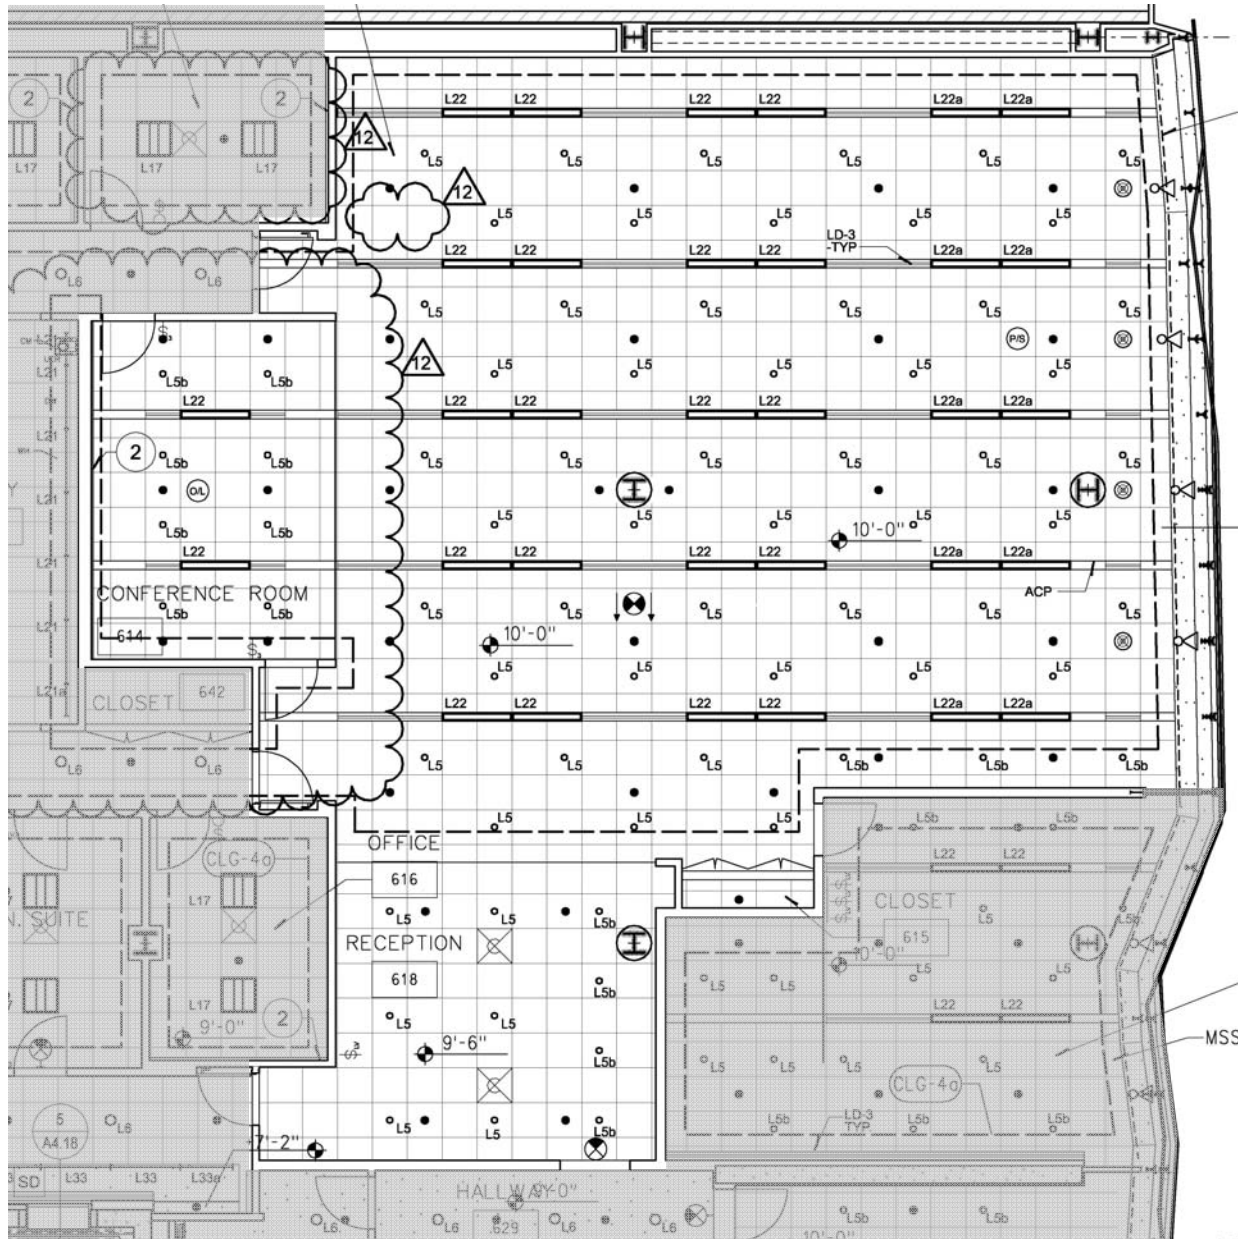 L22 L22 L22 L22 L22a L22a
2 2
12
L17 L17 L17
L5 L5 L5 L5 L5 L5
12
L5 L5 L5 L5 L5
LD-3
-TYP
L22 L22 L22 L22 L22a L22a
L6 L6
L5 L5 L5 L5 L5 L5
P/S
12
L5b L5b L5 L5 L5 L5 L5
L21
L22 L22 L22 L22 L22 L22a L22a
L21
2
L5b L5b L5 L5 L5 L5 L5 L5
O/L
L21
L5b L5b L5 L5 L5 L5 L5
10'-0"
L21
L22 L22 L22 L22 L22 L22a L22a
ACP
CONFERENCE ROOM
L5b L5b L5 L5 L5 L5 L5 L5
L21
614
10'-0"
L5 L5 L5 L5 L5
L21a
CLOSET 642
L22 L22 L22 L22 L22a L22a
L6 L6
L5 L5 L5 L5b L5 L5b
L5 L5 L5 L5b L5b
OFFICE
CLG-4a
616
L22 L22
L17
CLOSET
N. SUITE
L5 L5 L5b L5 L5b
RECEPTION
615
10'-0"
618
L5b L5 L5 L5 L5
L17
2
9'-0"
L5 L5
L22 L22
9'-6"
L5b L5 L5 L5 L5
MSS
CLG-4a
5
A4.18
L6
L5 L5 L5b
LD-3
TYP
L5b L5 L5b
7'-2"
SD L33 L33 L33a
HALLWAY 9'-0"
629
L6 L6 L6 L6 L5b L5b
10'-0"